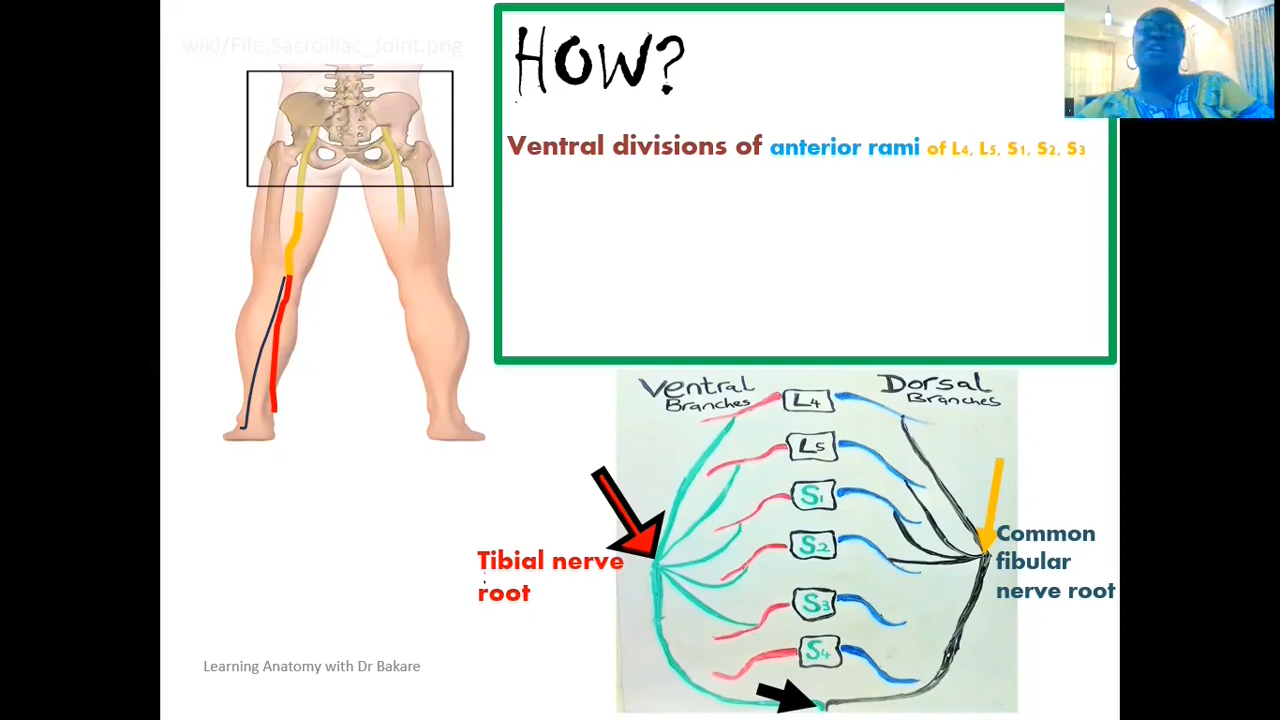 wiki/File:Sacroiliac_Joint.png
HOW?
Ventral divisions of anterior rami of L4, L5, S1, S2, S3
Ventral
Branches
Dorsal
Branches
L4
L5
S1
S2
S3
S4
Tibial nerve
root
Common
fibular
nerve root
Learning Anatomy with Dr Bakare